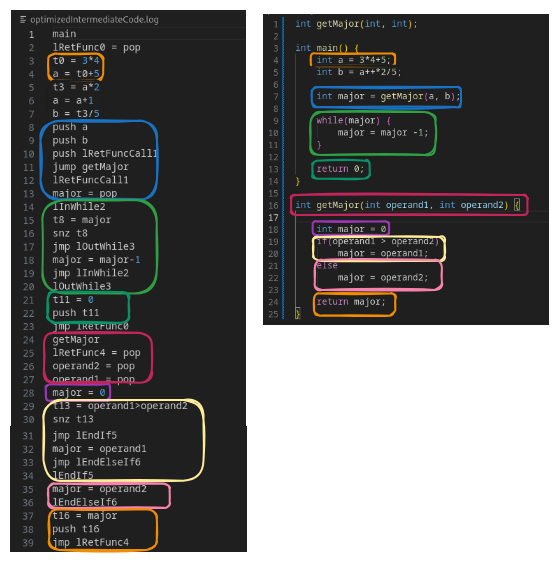 optimizedIntermediateCode.log
1 main
2 lRetFunc0 = pop
3 t0 = 3*4
4 a = t0+5
5 t3 = a*2
6 a = a+1
7 b = t3/5
8 push a
9 push b
10 push lRetFuncCall1
11 jump getMajor
12 lRetFuncCall1
13 major = pop
14 lInWhile2
15 t8 = major
16 snz t8
17 jmp lOutWhile3
18 major = major-1
19 jmp lInWhile2
20 lOutWhile3
21 t11 = 0
22 push t11
23 jmp lRetFunc0
24 getMajor
25 lRetFunc4 = pop
26 operand2 = pop
27 operand1 = pop
28 major = 0
29 t13 = operand1>operand2
30 snz t13
31 jmp lEndIf5
32 major = operand1
33 jmp lEndElseIf6
34 lEndIf5
35 major = operand2
36 lEndElseIf6
37 t16 = major
38 push t16
39 jmp lRetFunc4
1 int getMajor(int, int);
2
3 int main() {
4 int a = 3*4+5;
5 int b = a++*2/5;
6
7 int major = getMajor(a, b);
8
9 while(major) {
10 major = major -1;
11 }
12
13 return 0;
14 }
15
16 int getMajor(int operand1, int operand2) {
17
18 int major = 0
19 if(operand1 > operand2)
20 major = operand1;
21 else
22 major = operand2;
23
24 return major;
25 }